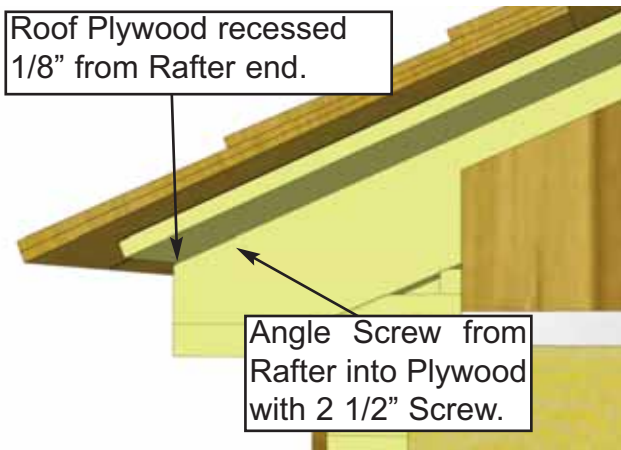 Roof Plywood recessed
1/8” from Rafter end.
Angle Screw from
Rafter into Plywood
with 2 1/2” Screw.